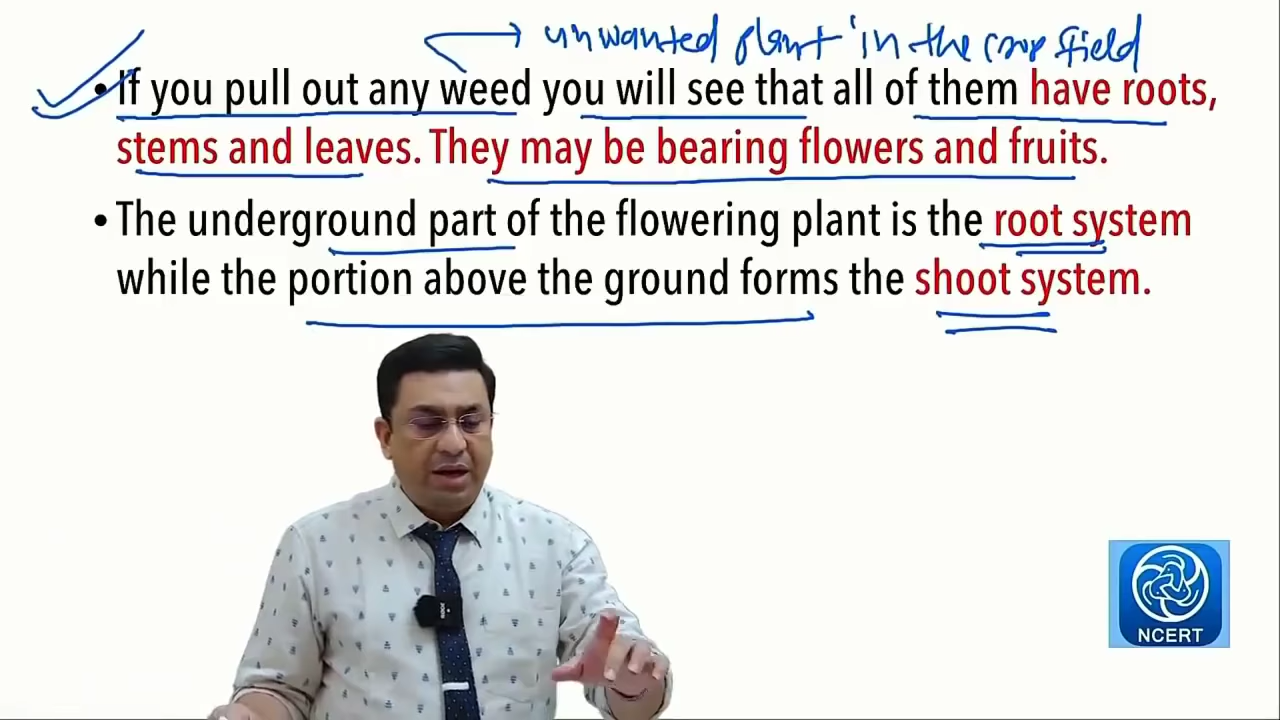 unwanted plant in the crop field
• If you pull out any weed you will see that all of them have roots,
stems and leaves. They may be bearing flowers and fruits.
• The underground part of the flowering plant is the root system
while the portion above the ground forms the shoot system.
NCERT